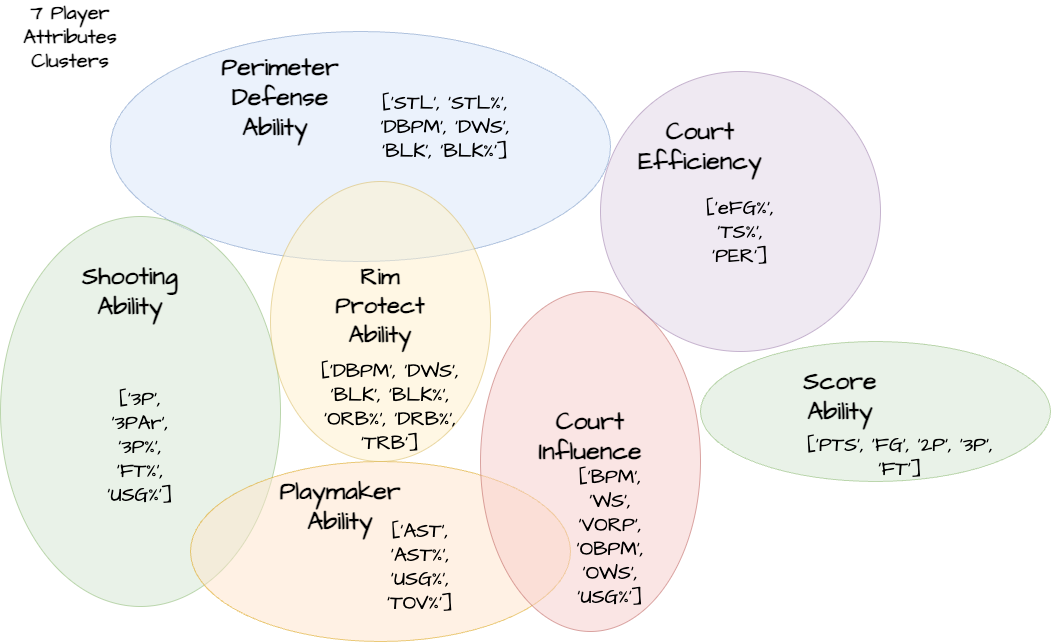 7 Player
Attributes
Clusters
Perimeter
Defense
Ability
['STL', 'STL%',
'DBPM', 'DWS',
'BLK', 'BLK%']
Court
Efficiency
['eFG%',
'TS%',
'PER']
Shooting
Ability
['3P',
'3PAr',
'3P%',
'FT%',
'USG%']
Rim
Protect
Ability
['DBPM', 'DWS',
'BLK', 'BLK%',
'ORB%', 'DRB%',
'TRB']
Score
Ability
['PTS', 'FG', '2P', '3P',
'FT']
Court
Influence
['BPM',
'WS',
'VORP',
'OBPM',
'OWS',
'USG%']
Playmaker
Ability
['AST',
'AST%',
'USG%',
'TOV%']